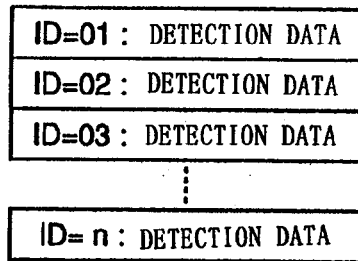 ID=01 : DETECTION DATA
ID=02 : DETECTION DATA
ID=03 : DETECTION DATA
ID= n : DETECTION DATA